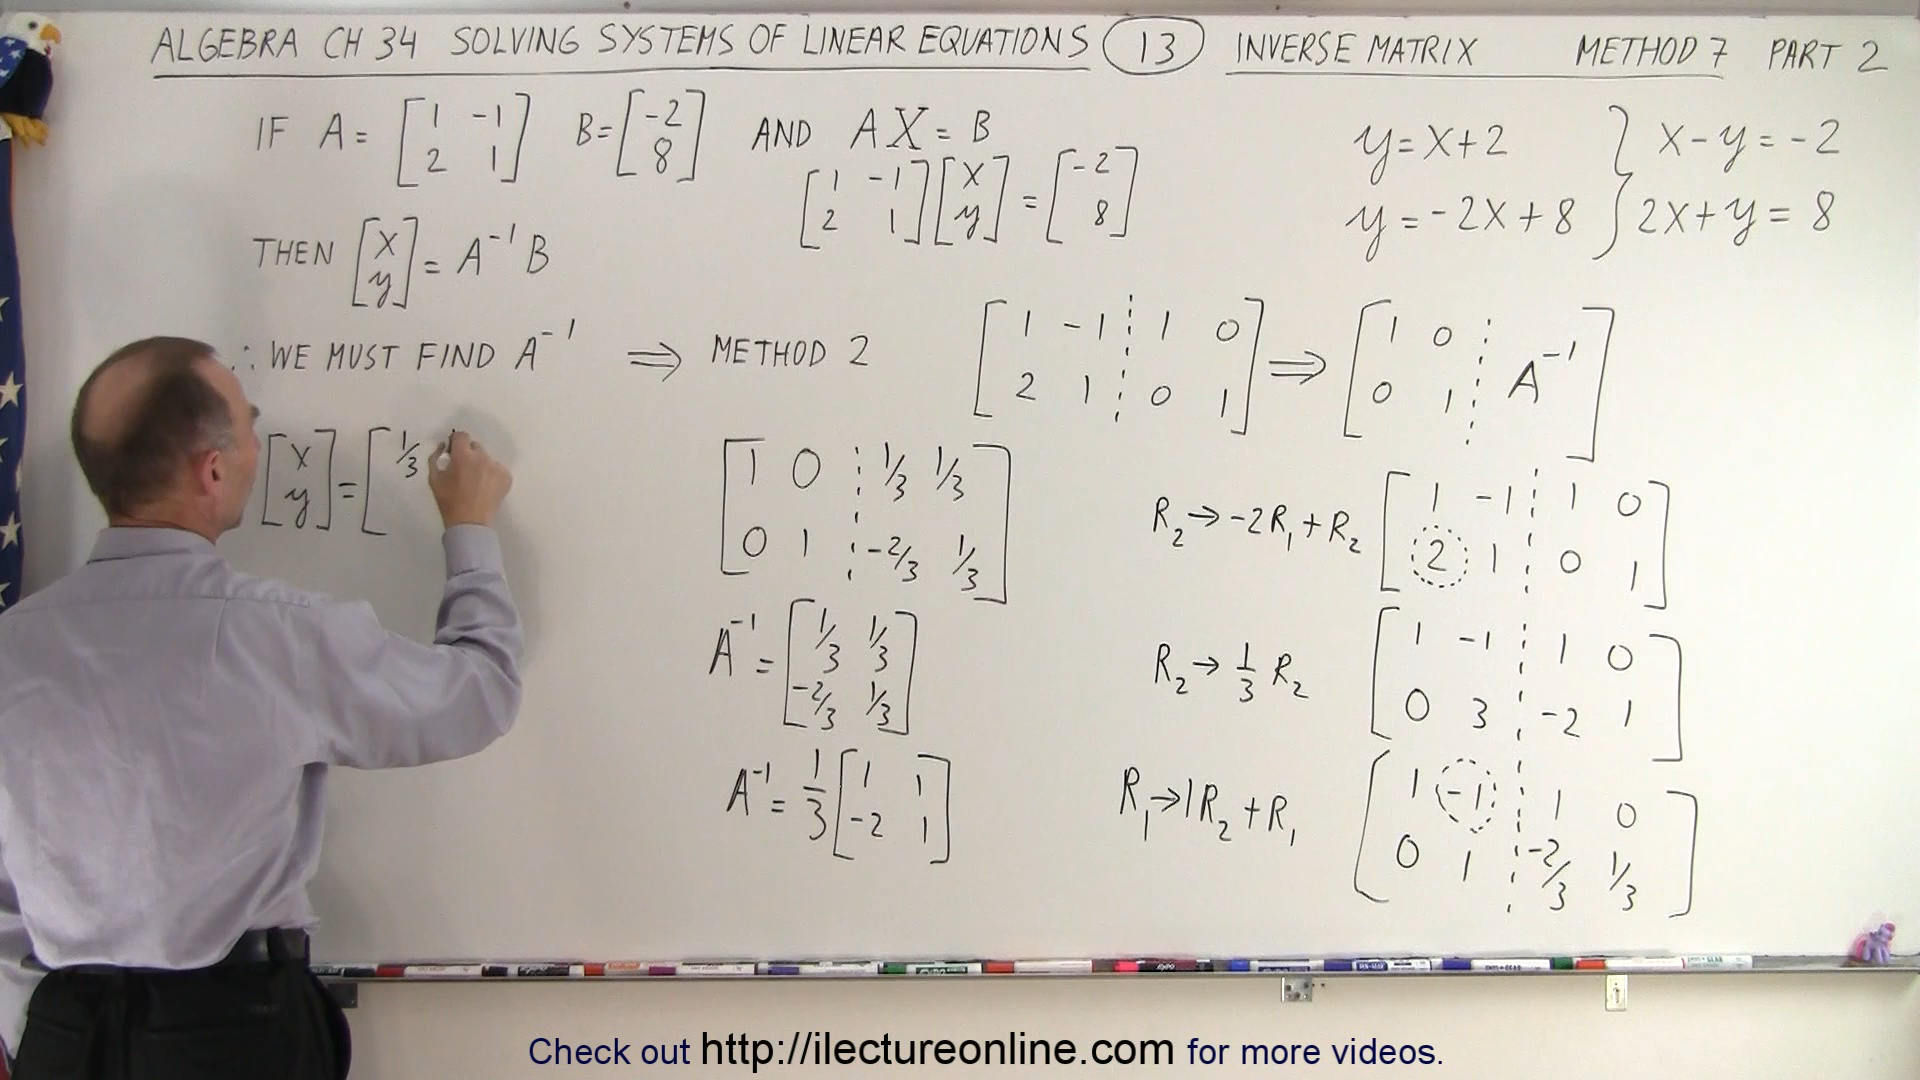 ALGEBRA CH 34 SOLVING SYSTEMS OF LINEAR EQUATIONS 13 INVERSE MATRIX METHOD 7 PART 2
IF A = [1 -1
2 1] B = [-2
8] AND AX = B
[1 -1
2 1] [x
y] = [-2
8]
y = x + 2 } x - y = -2
y = -2x + 8 } 2x + y = 8
THEN [x
y] = A⁻¹ B
∴ WE MUST FIND A⁻¹ ⇒ METHOD 2
[1 -1 ⋮ 1 0
2 1 ⋮ 0 1] ⇒ [1 0 ⋮ A⁻¹
0 1 ⋮ ]
[x
y] = [1/3
[1 0 ⋮ 1/3 1/3
0 1 ⋮ -2/3 1/3]
A⁻¹ = [1/3 1/3
-2/3 1/3]
A⁻¹ = 1/3 [1 1
-2 1]
R₂ → -2R₁ + R₂ [1 -1 ⋮ 1 0
2 1 ⋮ 0 1]
R₂ → 1/3 R₂ [1 -1 ⋮ 1 0
0 3 ⋮ -2 1]
R₁ → 1R₂ + R₁ [1 -1 ⋮ 1 0
0 1 ⋮ -2/3 1/3]
Check out http://ilectureonline.com for more videos.